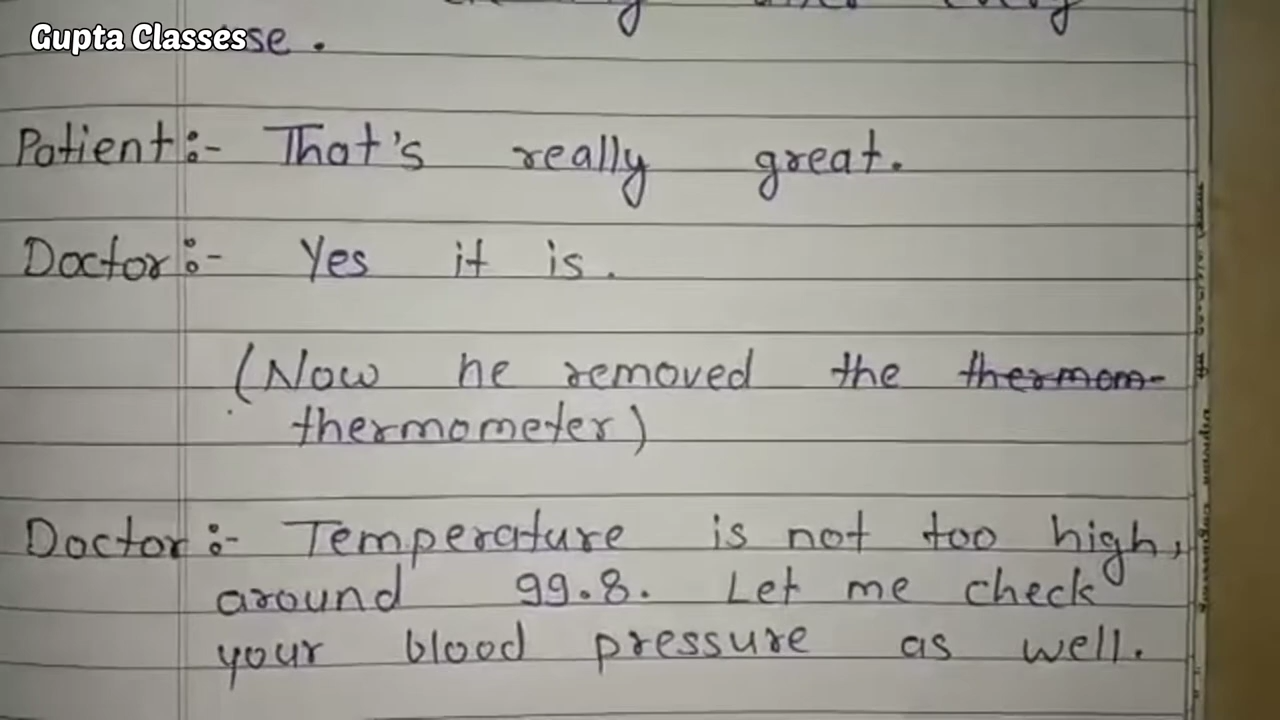 Gupta Classes
se.
Patient:- That's really great.
Doctor:- Yes it is.
(Now he removed the thermom-
thermometer)
Doctor:- Temperature is not too high,
around 99.8. Let me check
your blood pressure as well.